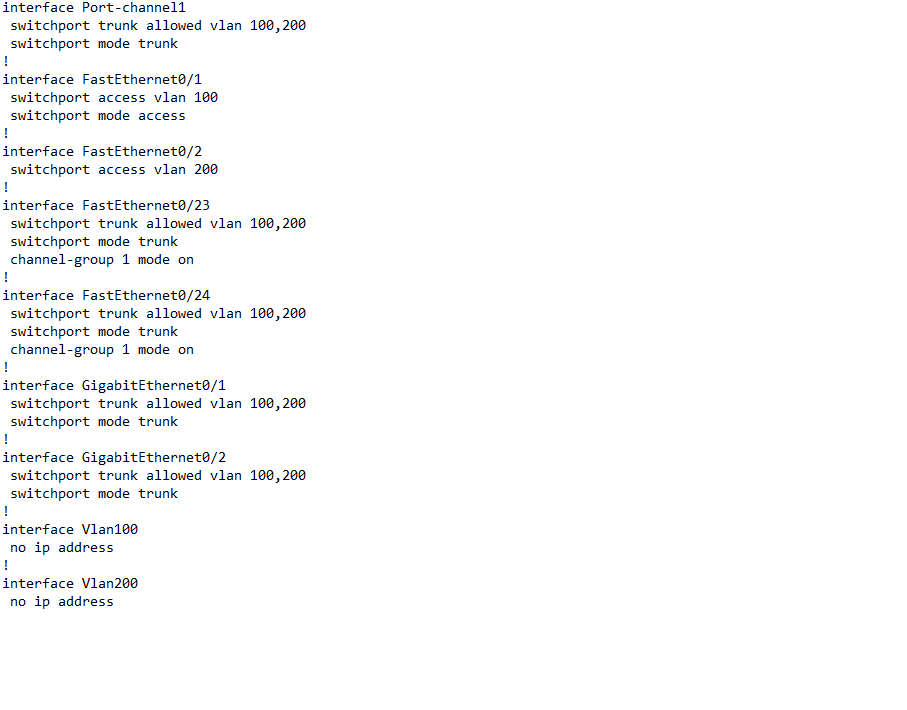 interface Port-channel1
 switchport trunk allowed vlan 100,200
 switchport mode trunk
!
interface FastEthernet0/1
 switchport access vlan 100
 switchport mode access
!
interface FastEthernet0/2
 switchport access vlan 200
!
interface FastEthernet0/23
 switchport trunk allowed vlan 100,200
 switchport mode trunk
 channel-group 1 mode on
!
interface FastEthernet0/24
 switchport trunk allowed vlan 100,200
 switchport mode trunk
 channel-group 1 mode on
!
interface GigabitEthernet0/1
 switchport trunk allowed vlan 100,200
 switchport mode trunk
!
interface GigabitEthernet0/2
 switchport trunk allowed vlan 100,200
 switchport mode trunk
!
interface Vlan100
 no ip address
!
interface Vlan200
 no ip address